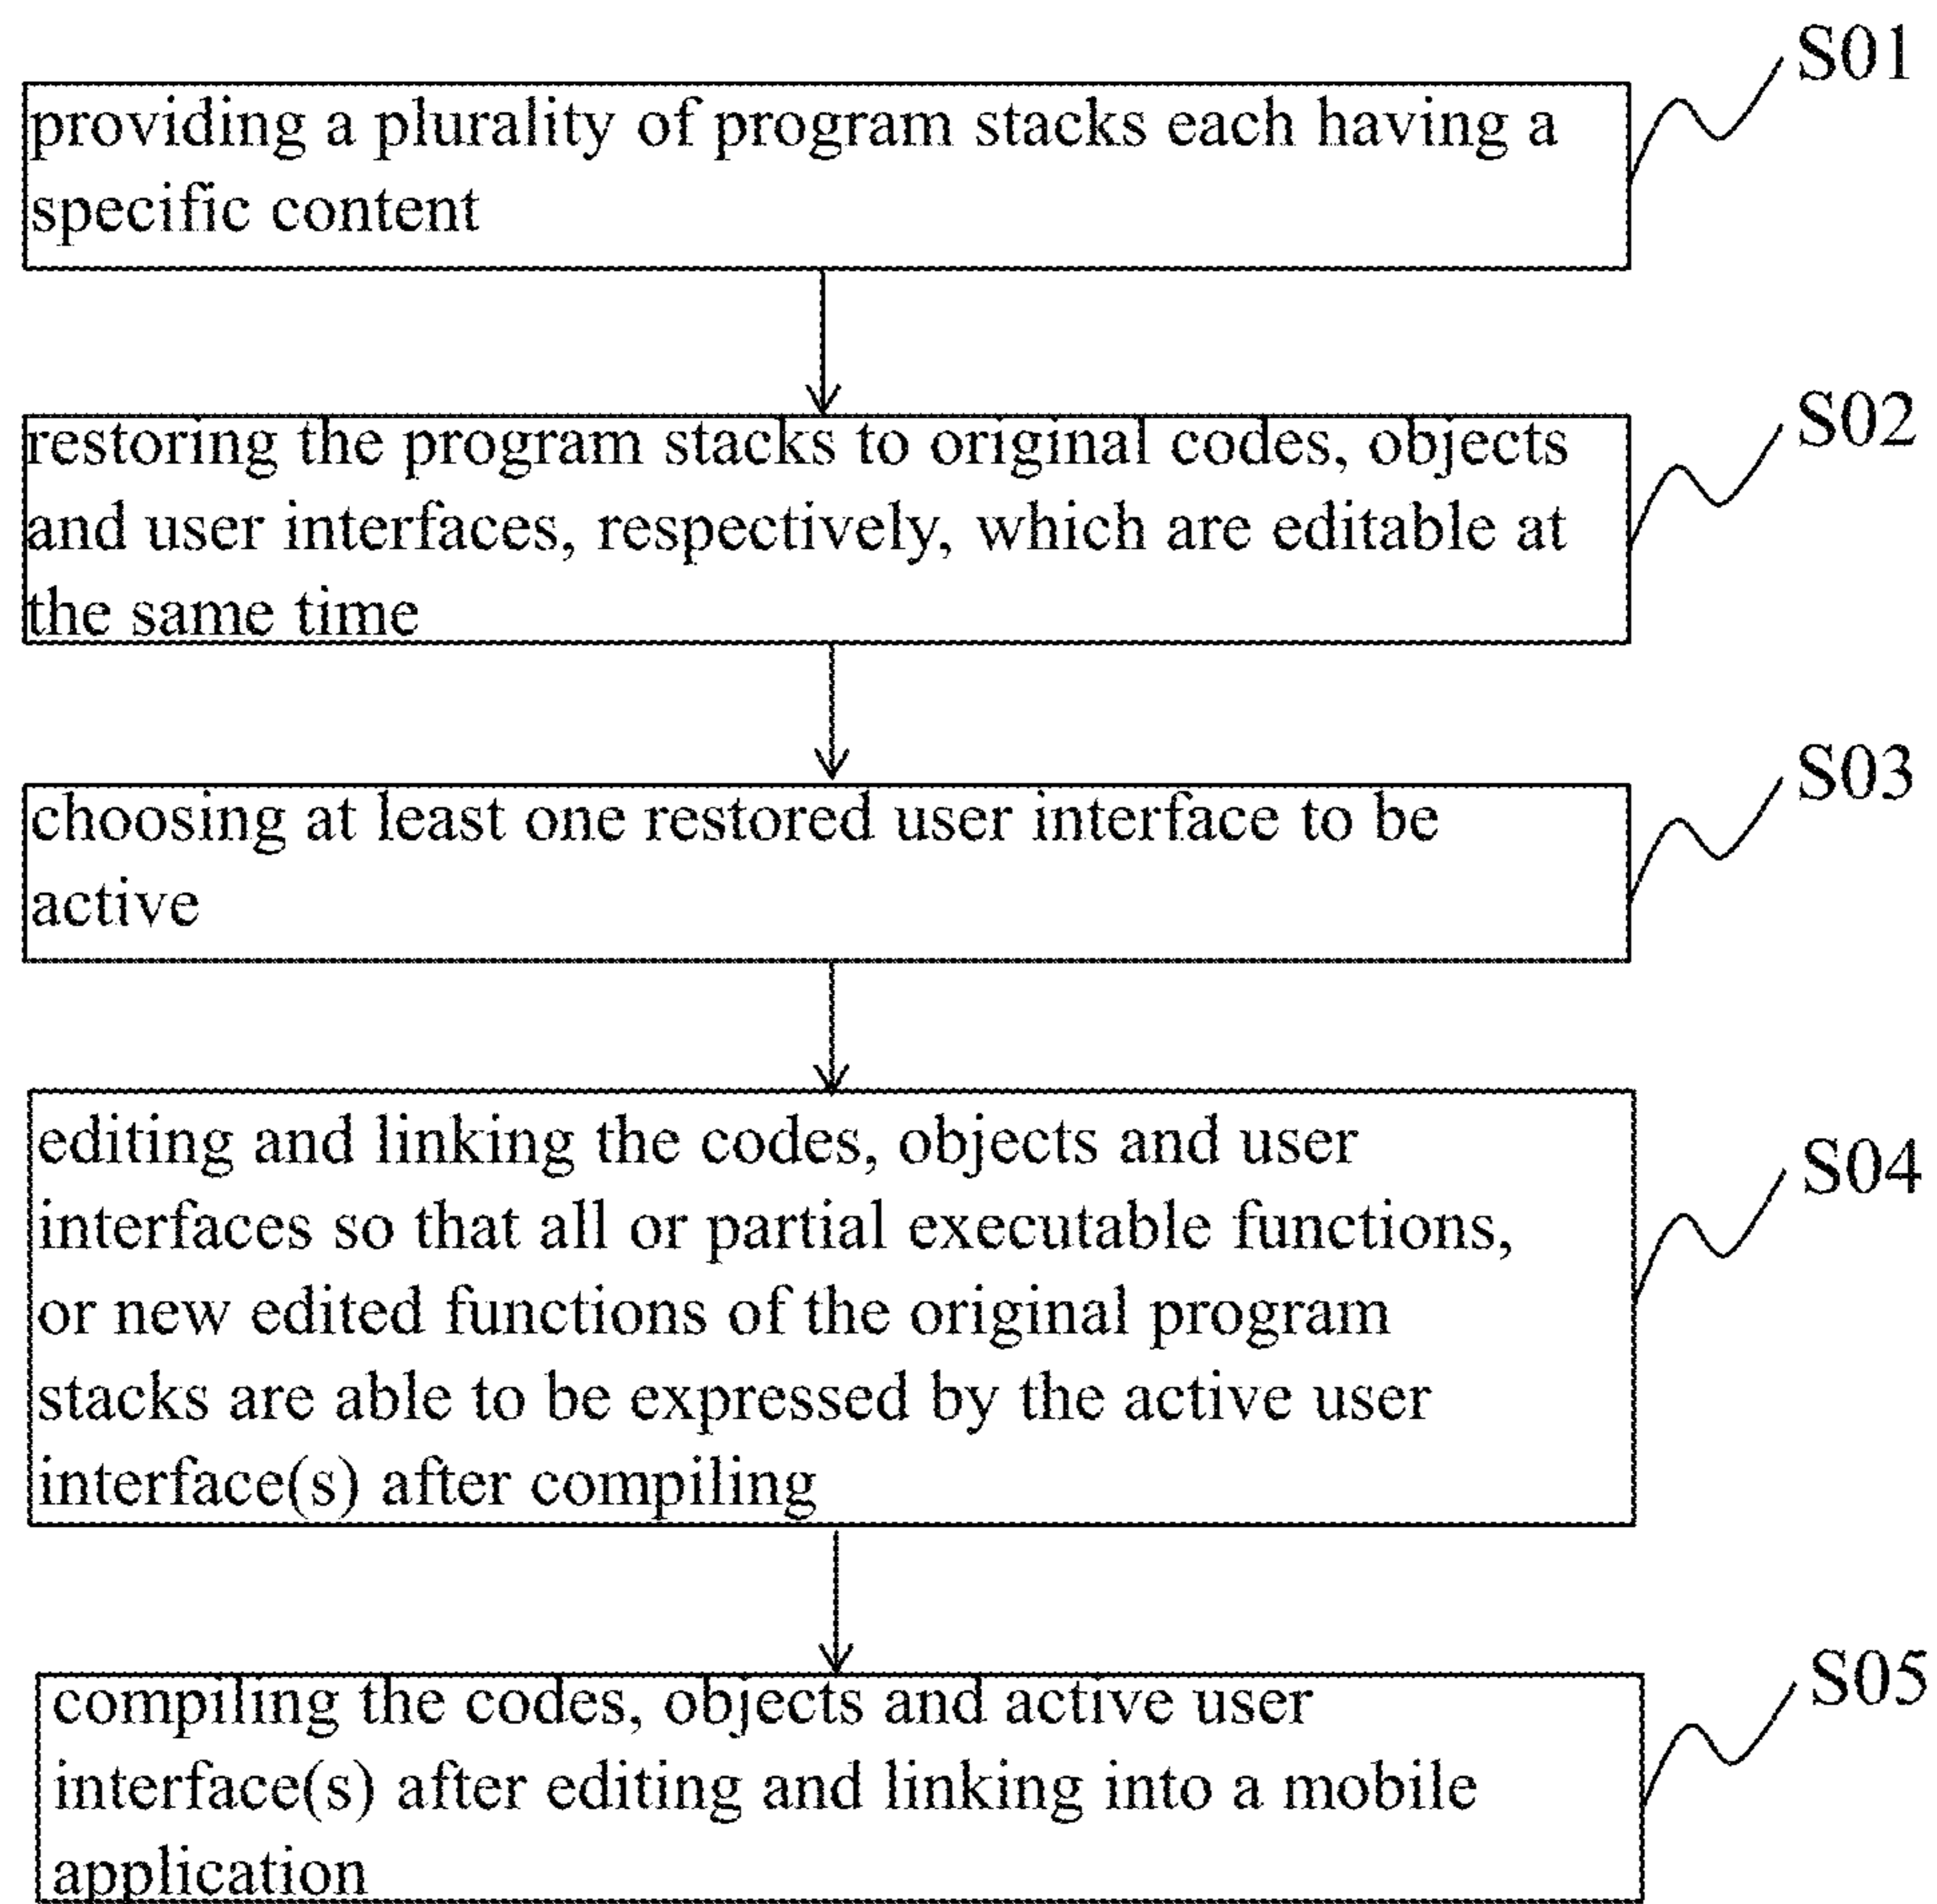 S01
providing a plurality of program stacks each having a
specific content
S02
restoring the program stacks to original codes, objects
and user interfaces, respectively, which are editable at
the same time
S03
choosing at least one restored user interface to be
active
S04
editing and linking the codes, objects and user
interfaces so that all or partial executable functions,
or new edited functions of the original program
stacks are able to be expressed by the active user
interface(s) after compiling
S05
compiling the codes, objects and active user
interface(s) after editing and linking into a mobile
application